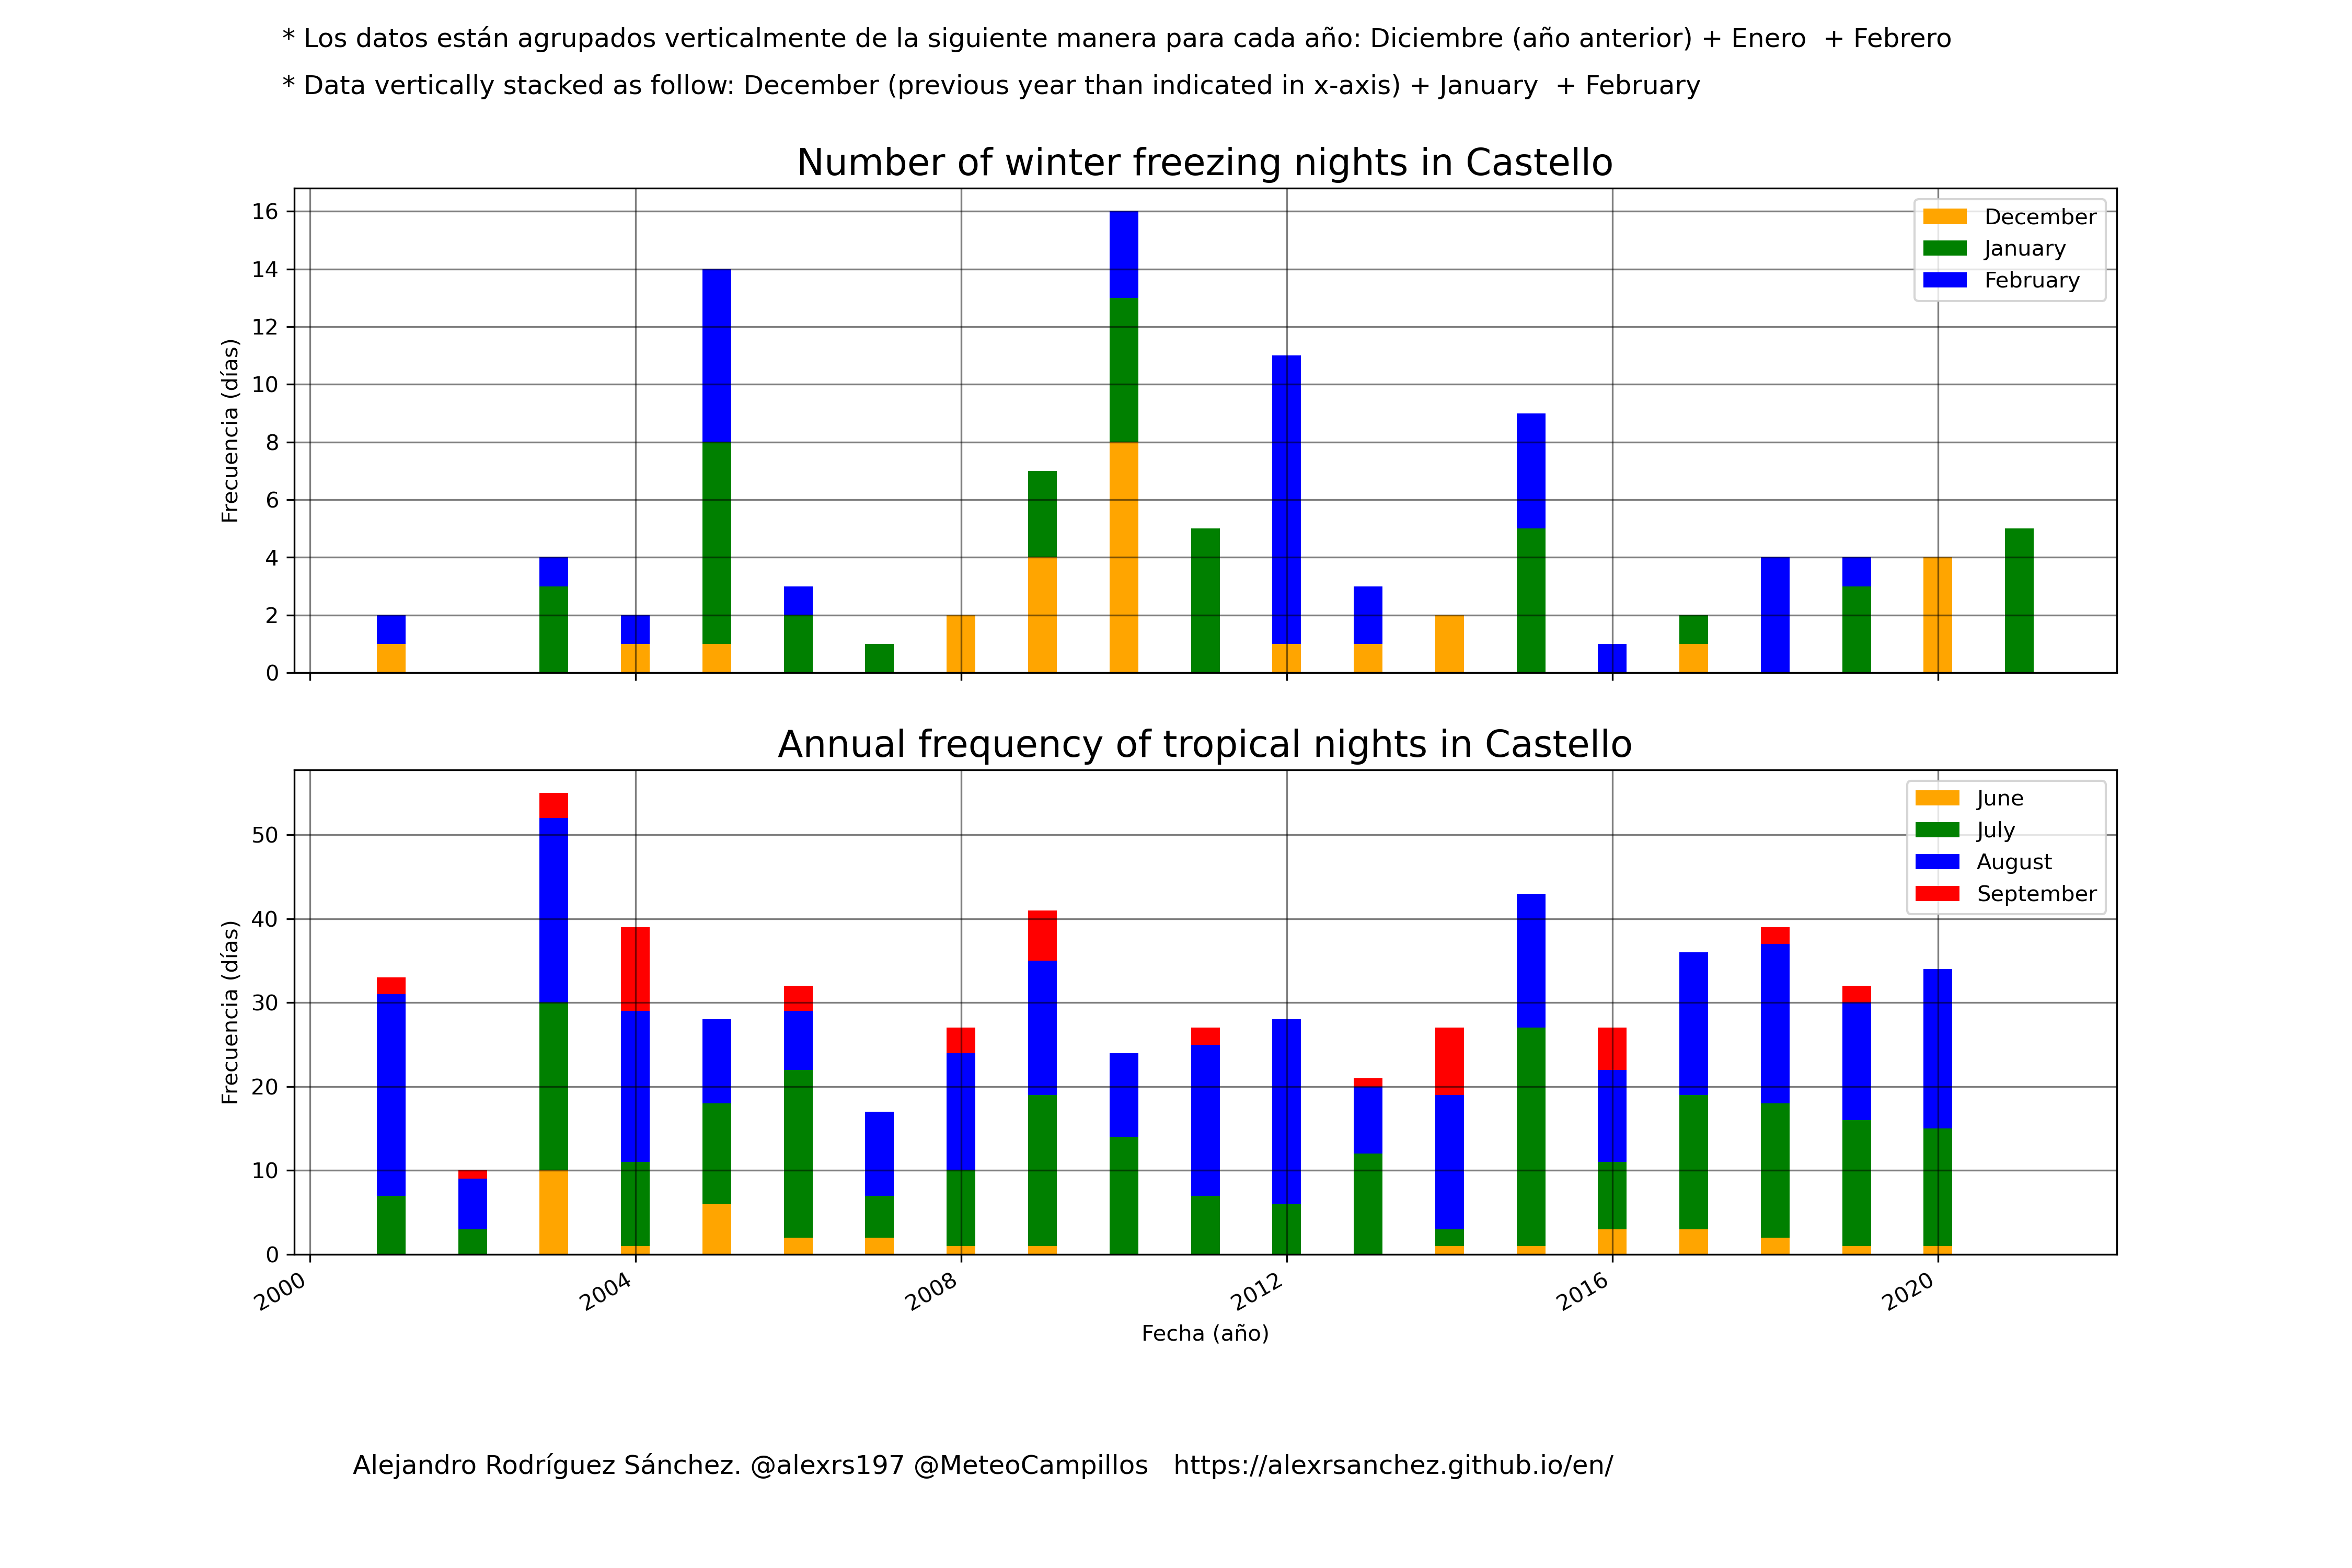 * Los datos están agrupados verticalmente de la siguiente manera para cada año: Diciembre (año anterior) + Enero  + Febrero
* Data vertically stacked as follow: December (previous year than indicated in x-axis) + January  + February
Number of winter freezing nights in Castello
Frecuencia (días)
16
14
12
10
8
6
4
2
0
December
January
February
Annual frequency of tropical nights in Castello
Frecuencia (días)
50
40
30
20
10
0
June
July
August
September
2000
2004
2008
2012
2016
2020
Fecha (año)
Alejandro Rodríguez Sánchez. @alexrs197 @MeteoCampillos   https://alexrsanchez.github.io/en/